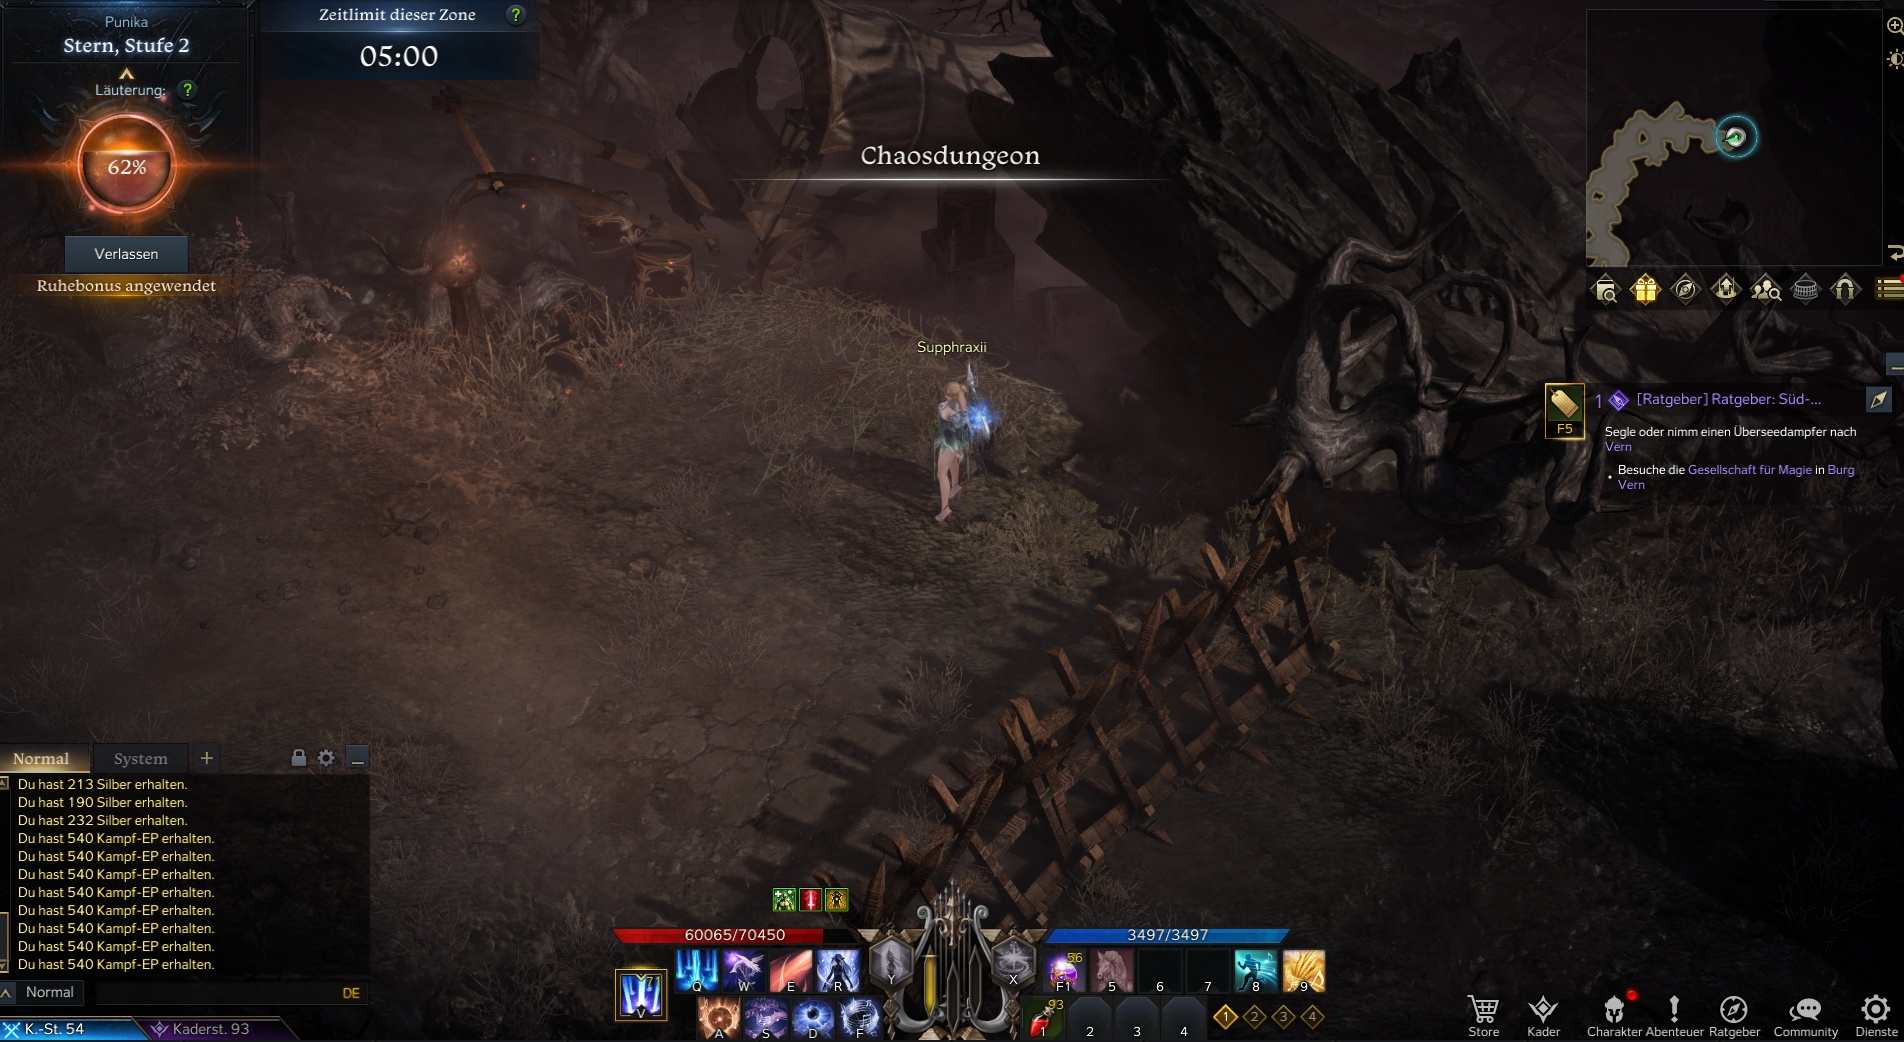 Punika
Stern, Stufe 2
Läuterung: ?
62%
Verlassen
Ruhebonus angewendet
Zeitlimit dieser Zone ?
05:00
Chaosdungeon
Supphraxii
F5
1 [Ratgeber] Ratgeber: Süd-...
Segle oder nimm einen Überseedampfer nach
Vern
• Besuche die Gesellschaft für Magie in Burg
Vern
Normal System +
Du hast 213 Silber erhalten.
Du hast 190 Silber erhalten.
Du hast 232 Silber erhalten.
Du hast 540 Kampf-EP erhalten.
Du hast 540 Kampf-EP erhalten.
Du hast 540 Kampf-EP erhalten.
Du hast 540 Kampf-EP erhalten.
Du hast 540 Kampf-EP erhalten.
Du hast 540 Kampf-EP erhalten.
Du hast 540 Kampf-EP erhalten.
Du hast 540 Kampf-EP erhalten.
Normal DE
K.-St. 54 Kaderst. 93
60065/70450 3497/3497
V Q W E R Y X 56 F1 5 6 7 8 9
A S D F 93 1 2 3 4 1 2 3 4
Store Kader Charakter Abenteuer Ratgeber Community Dienste